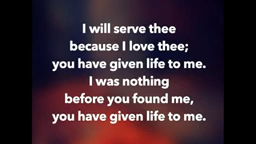 I will serve thee
because I love thee;
you have given life to me.
I was nothing
before you found me,
you have given life to me.